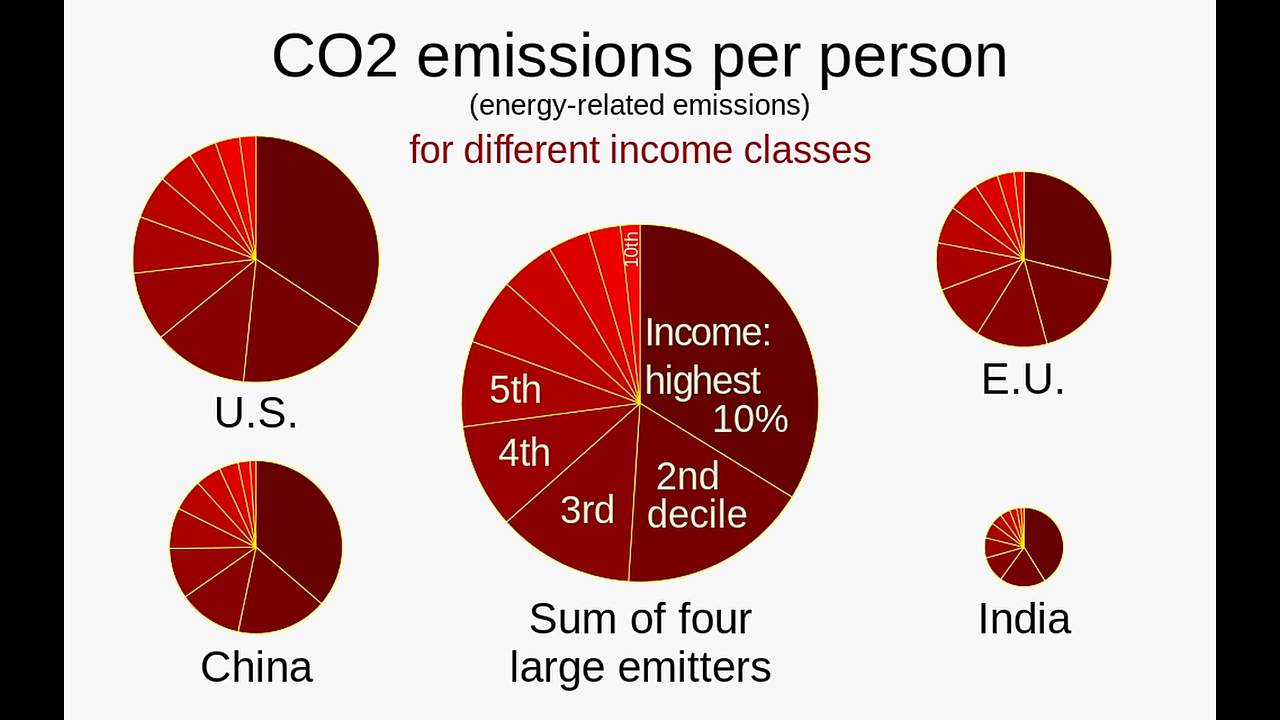 CO2 emissions per person
(energy-related emissions)
for different income classes
U.S.
China
10th
Income:
highest
10%
2nd
decile
3rd
4th
5th
Sum of four
large emitters
E.U.
India